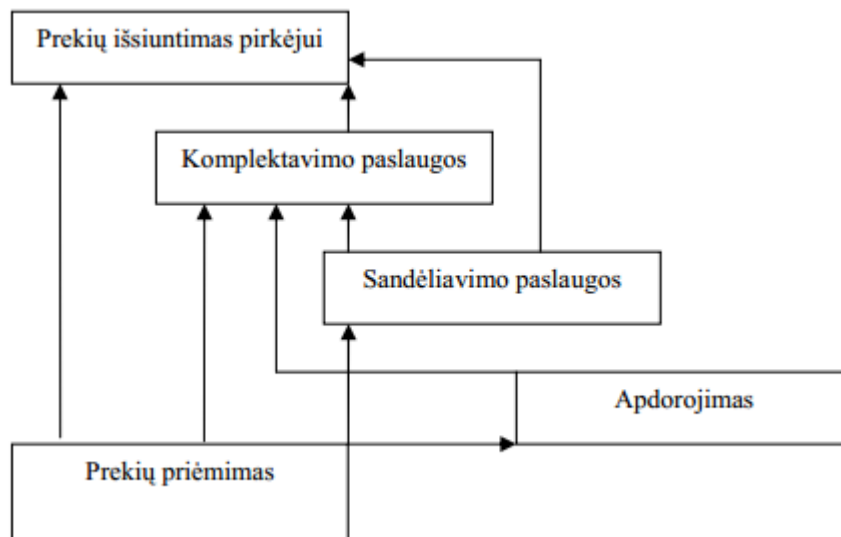 Prekių išsiuntimas pirkėjui
Komplektavimo paslaugos
Sandėliavimo paslaugos
Apdorojimas
Prekių priėmimas